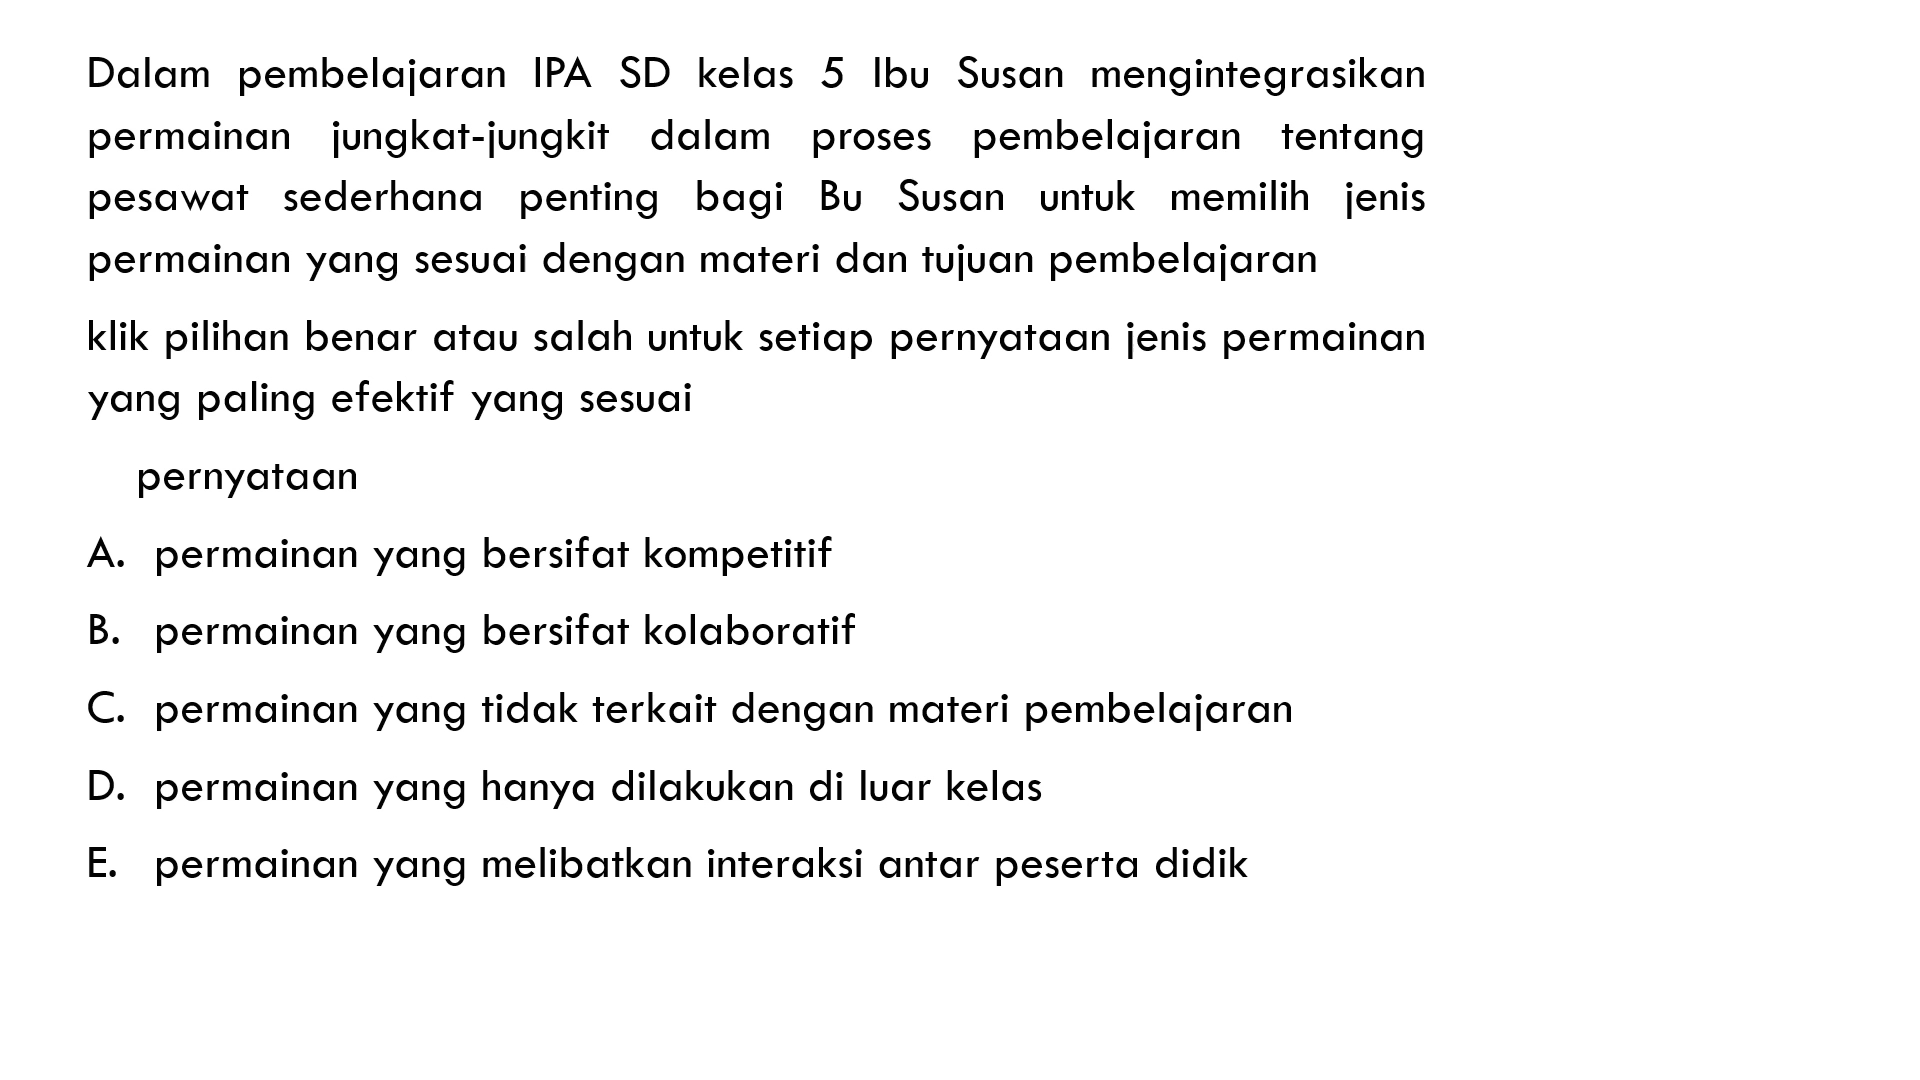 Dalam pembelajaran IPA SD kelas 5 Ibu Susan mengintegrasikan
permainan jungkat-jungkit dalam proses pembelajaran tentang
pesawat sederhana penting bagi Bu Susan untuk memilih jenis
permainan yang sesuai dengan materi dan tujuan pembelajaran
klik pilihan benar atau salah untuk setiap pernyataan jenis permainan
yang paling efektif yang sesuai
pernyataan
A. permainan yang bersifat kompetitif
B. permainan yang bersifat kolaboratif
C. permainan yang tidak terkait dengan materi pembelajaran
D. permainan yang hanya dilakukan di luar kelas
E. permainan yang melibatkan interaksi antar peserta didik